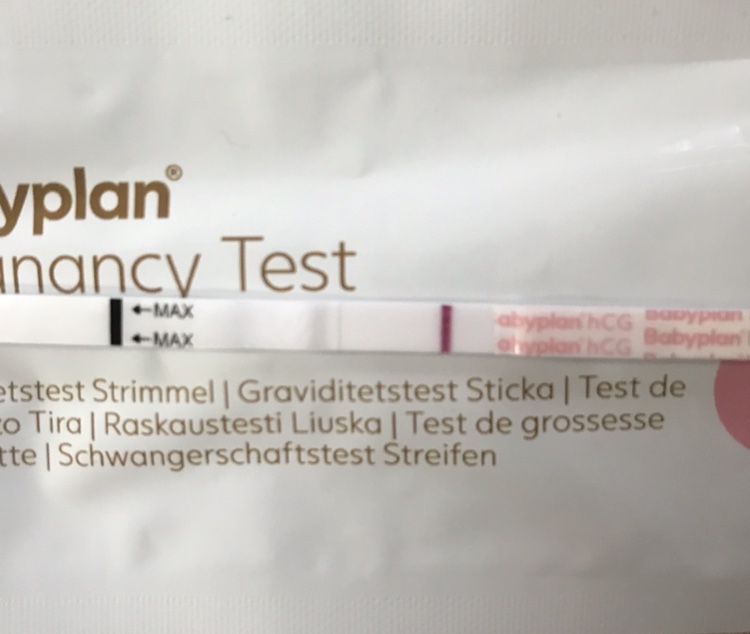 yplan®
nancy Test
←MAX
←MAX
abyplan hCG Babyplan
abyplan hCG Babyplan
etstest Strimmel | Graviditetstest Sticka | Test de
o Tira | Raskaustesti Liuska | Test de grossesse
tte | Schwangerschaftstest Streifen